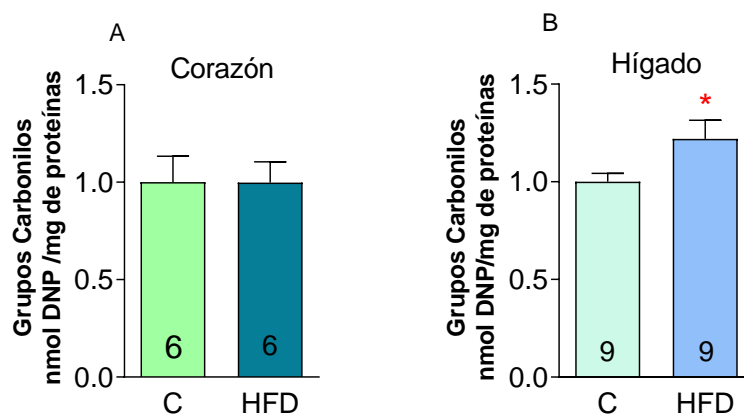 A
Corazón
Grupos Carbonilos
nmol DNP /mg de proteínas
1.5
1.0
0.5
0.0
6
6
C
HFD
B
Hígado
Grupos Carbonilos
nmol DNP/mg de proteínas
1.5
1.0
0.5
0.0
*
9
9
C
HFD